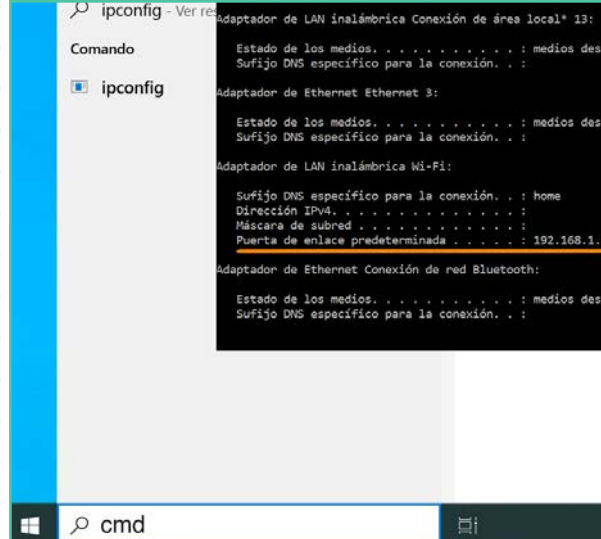 ipconfig - Ver res
Comando
ipconfig
Adaptador de LAN inalámbrica Conexión de área local* 13:
Estado de los medios. . . . . . . . . . . : medios des
Sufijo DNS específico para la conexión. . :
Adaptador de Ethernet Ethernet 3:
Estado de los medios. . . . . . . . . . . : medios des
Sufijo DNS específico para la conexión. . :
Adaptador de LAN inalámbrica Wi-Fi:
Sufijo DNS específico para la conexión. . : home
Dirección IPv4. . . . . . . . . . . . . . :
Máscara de subred . . . . . . . . . . . . :
Puerta de enlace predeterminada . . . . . : 192.168.1.
Adaptador de Ethernet Conexión de red Bluetooth:
Estado de los medios. . . . . . . . . . . : medios des
Sufijo DNS específico para la conexión. . :
cmd